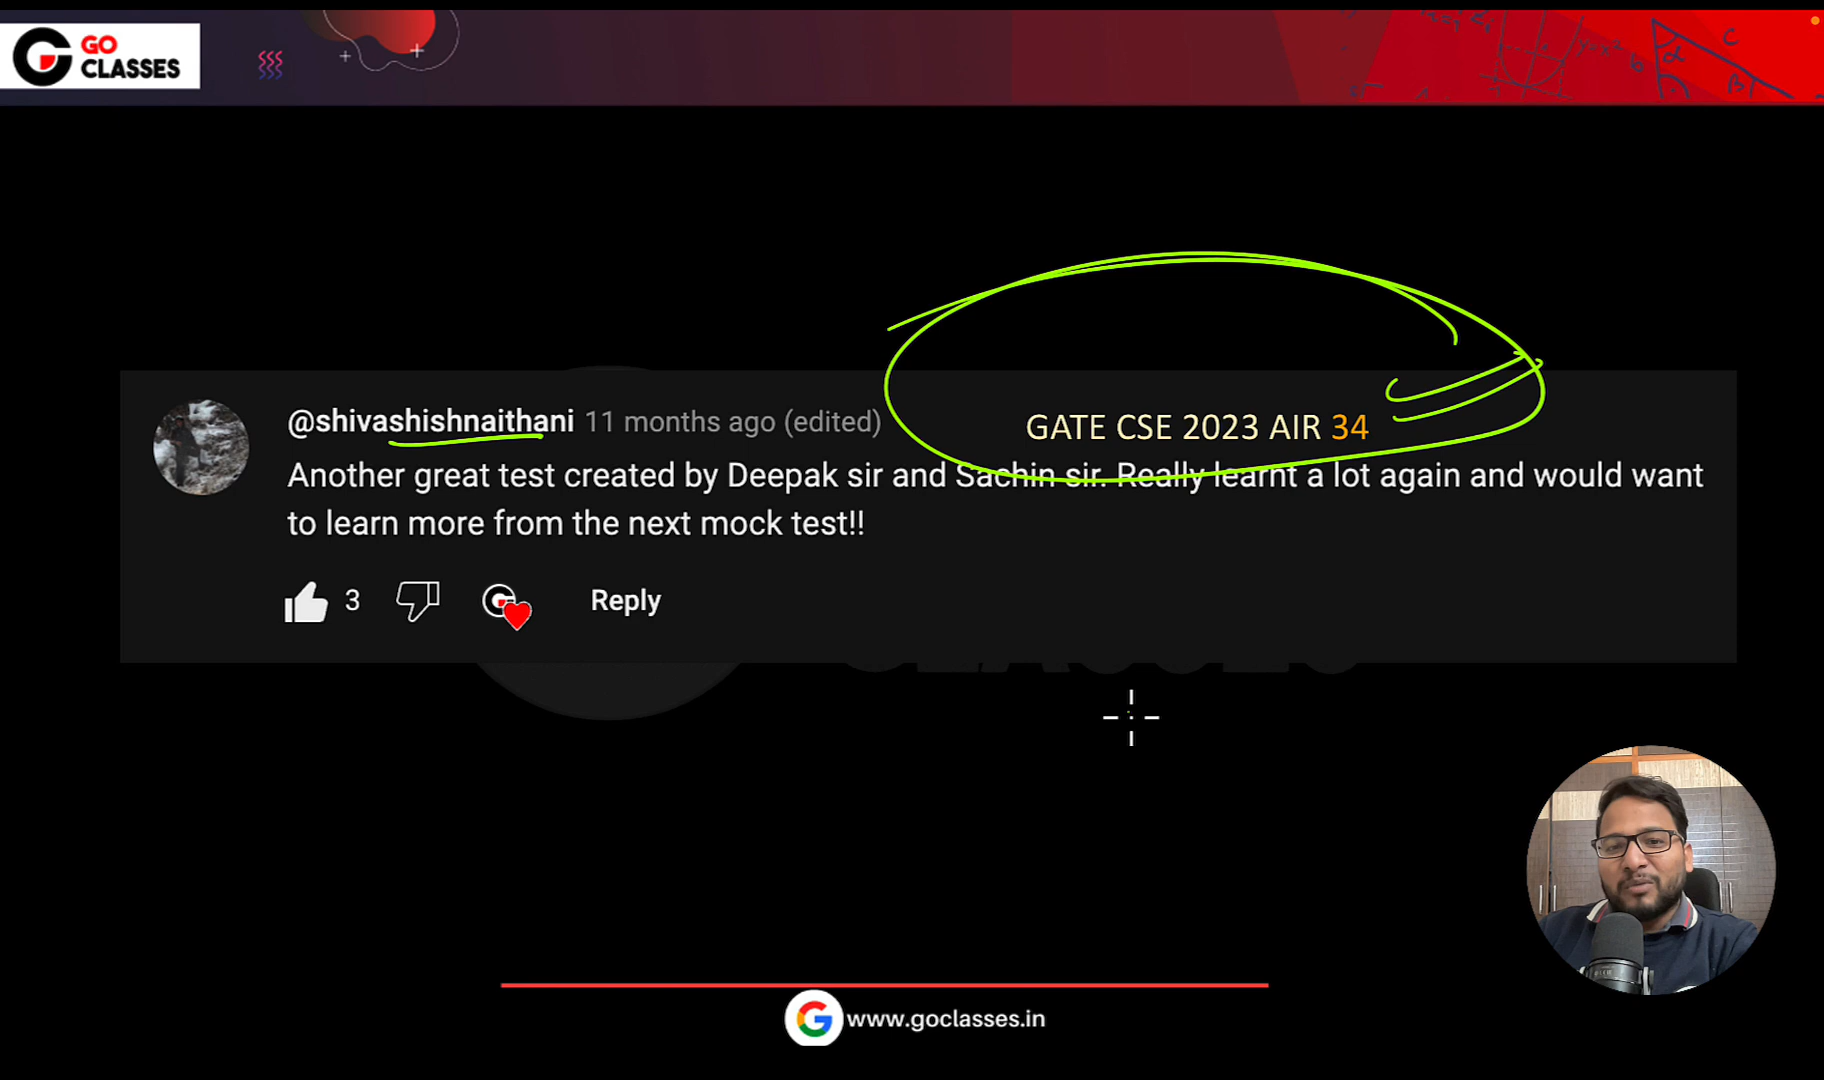 GO
CLASSES
@shivashishnaithani 11 months ago (edited)
GATE CSE 2023 AIR 34
Another great test created by Deepak sir and Sachin sir. Really learnt a lot again and would want
to learn more from the next mock test!!
3
Reply
www.goclasses.in